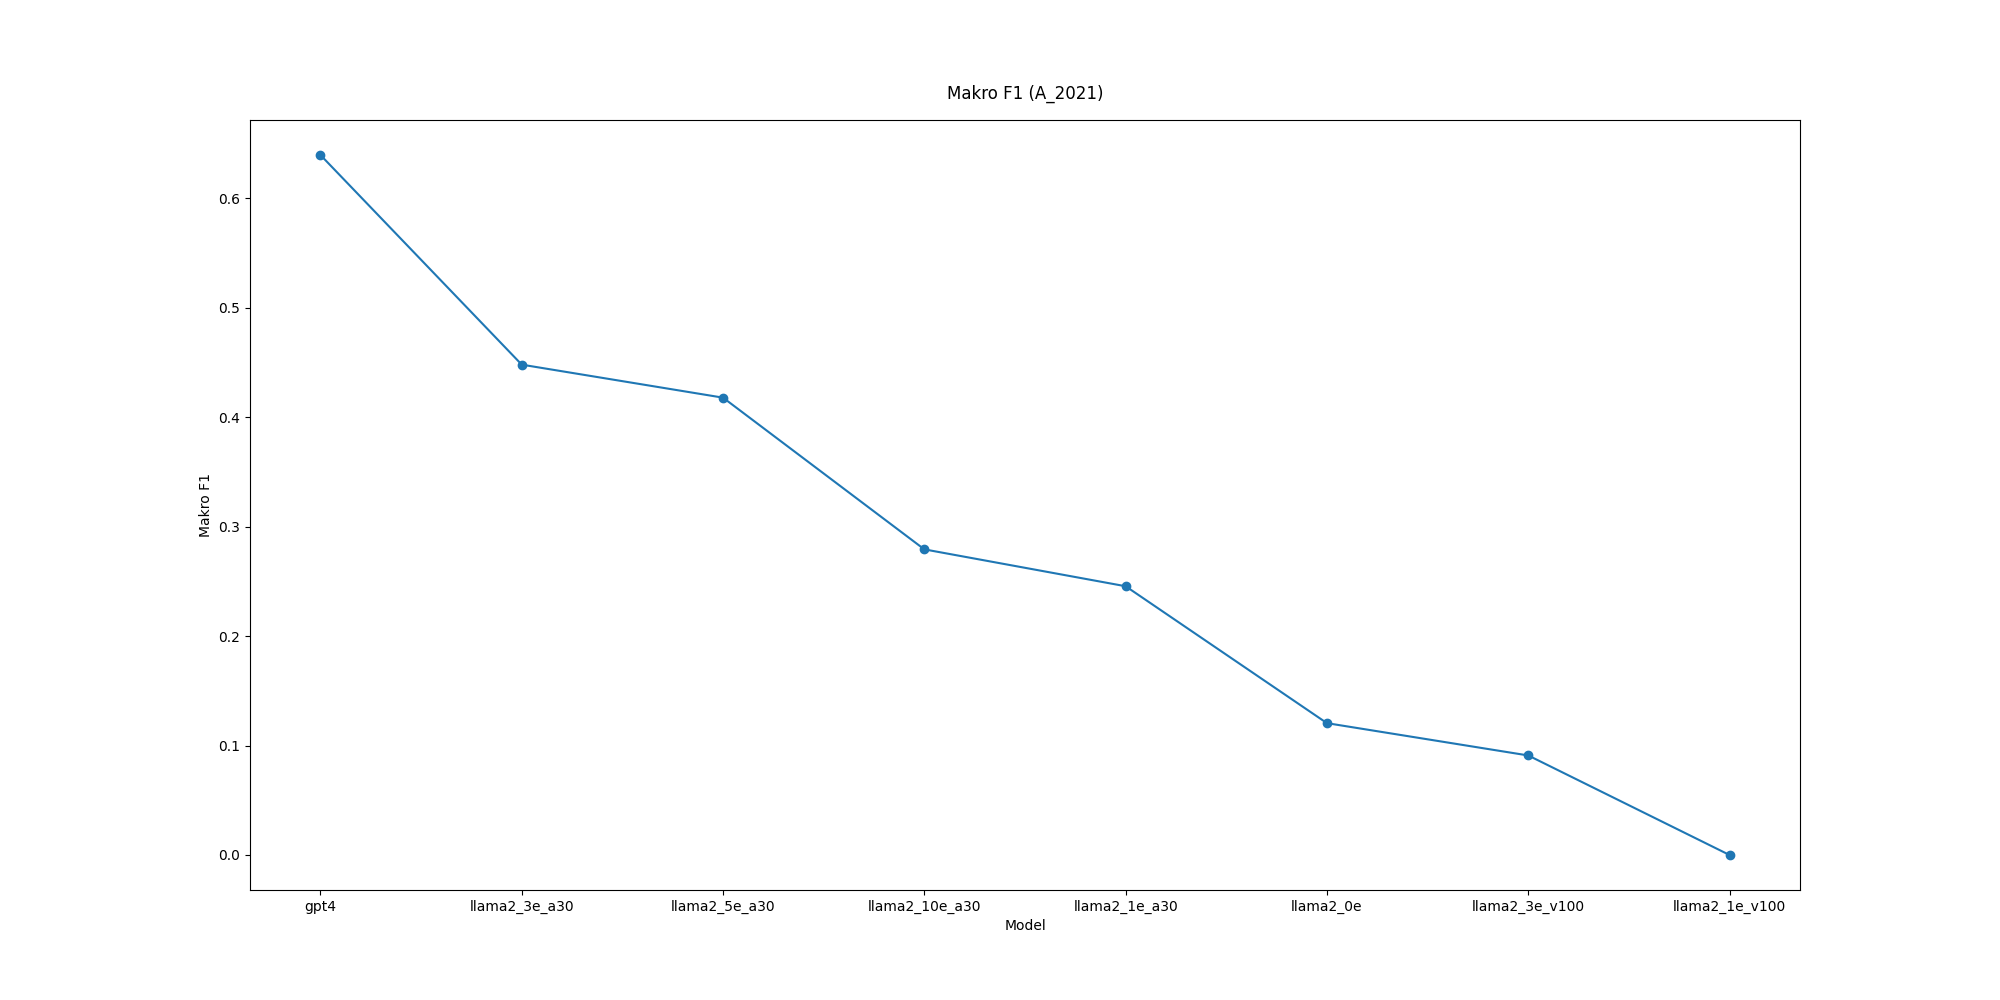 Makro F1 (A_2021)
Makro F1
0.6
0.5
0.4
0.3
0.2
0.1
0.0
gpt4 llama2_3e_a30 llama2_5e_a30 llama2_10e_a30 llama2_1e_a30 llama2_0e llama2_3e_v100 llama2_1e_v100
Model